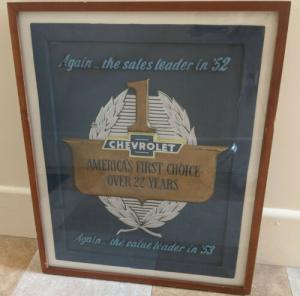 Again... the sales leader in '52
1
CHEVROLET
AMERICA'S FIRST CHOICE
OVER 22 YEARS
Again... the value leader in '53